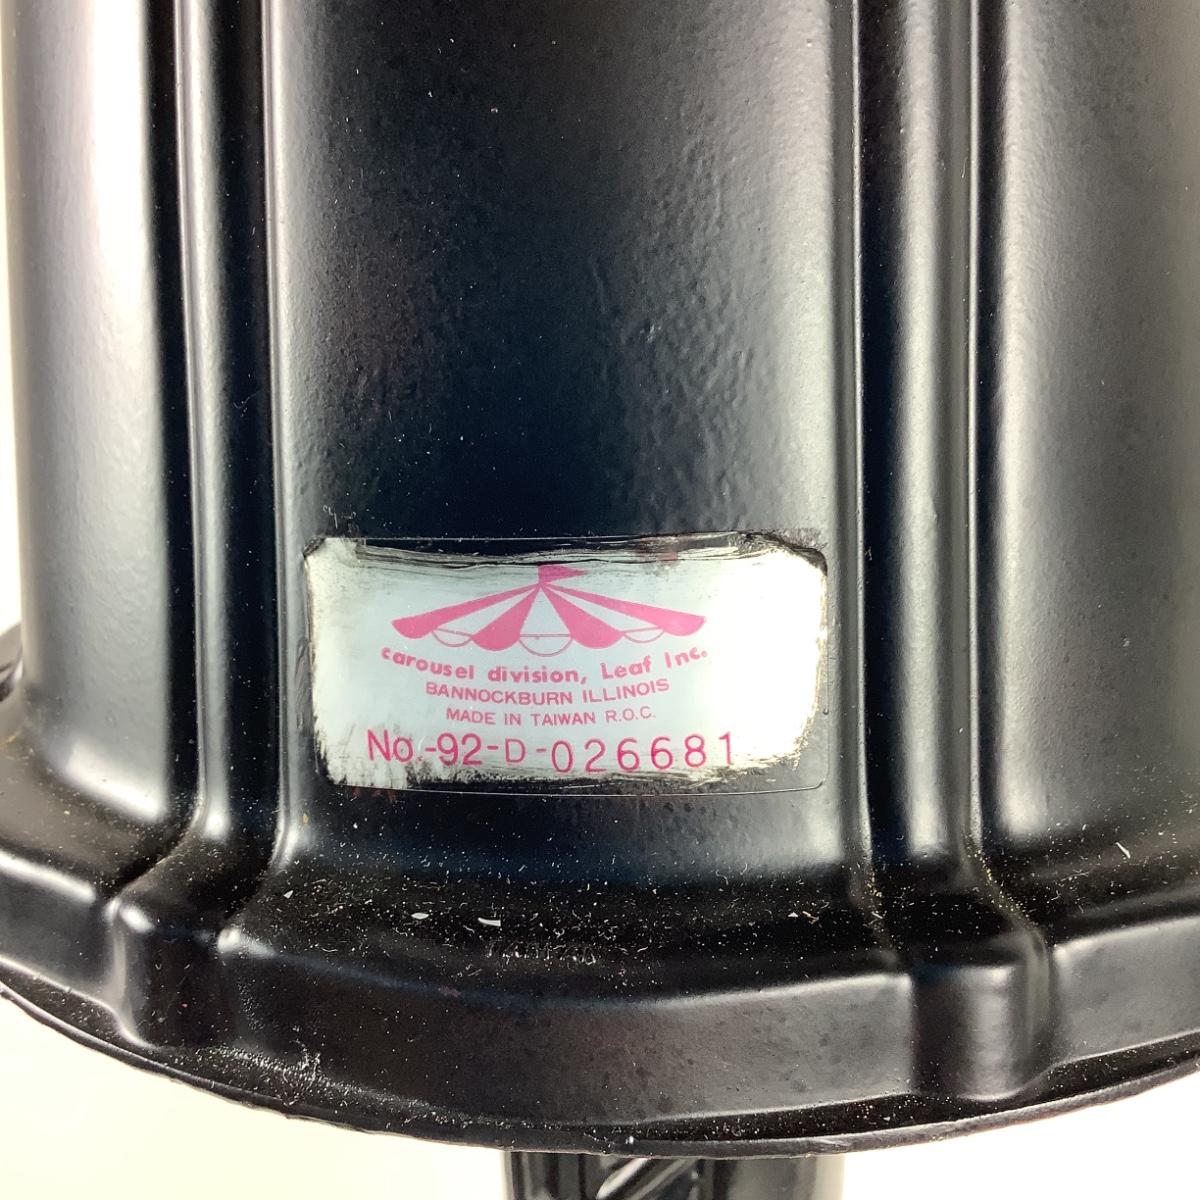 carousel division, Leaf Inc.
BANNOCKBURN ILLINOIS
MADE IN TAIWAN R.O.C.
No.-92-D-026681